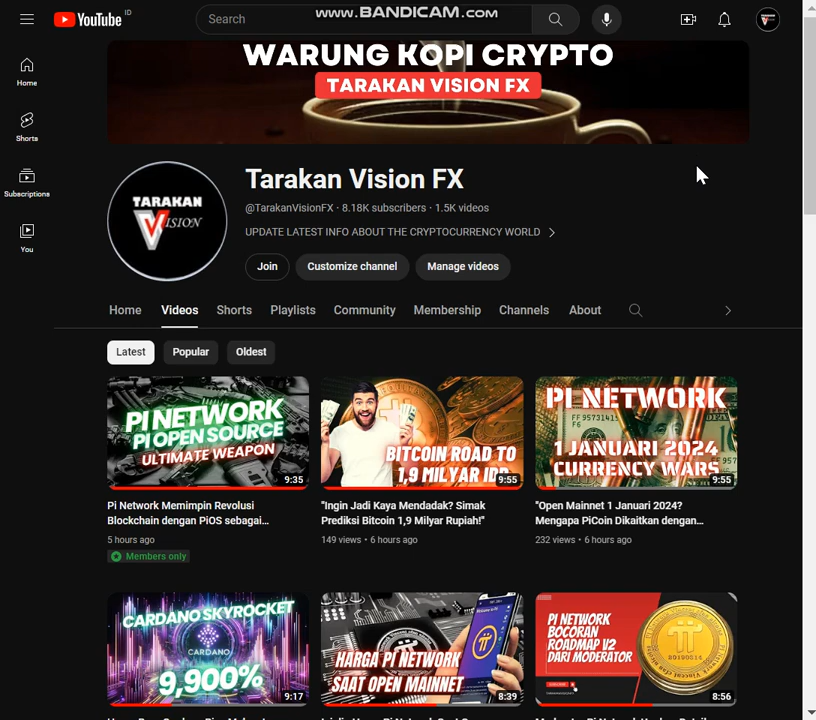 YouTube ID
Search
www.BANDICAM.com
Home
Shorts
Subscriptions
You
WARUNG KOPI CRYPTO
TARAKAN VISION FX
TARAKAN
VISION
Tarakan Vision FX
@TarakanVisionFX · 8.18K subscribers · 1.5K videos
UPDATE LATEST INFO ABOUT THE CRYPTOCURRENCY WORLD
Join
Customize channel
Manage videos
Home
Videos
Shorts
Playlists
Community
Membership
Channels
About
Latest
Popular
Oldest
PI NETWORK
PI OPEN SOURCE
ULTIMATE WEAPON
9:35
Pi Network Memimpin Revolusi
Blockchain dengan PiOS sebagai...
5 hours ago
Members only
BITCOIN ROAD TO
1,9 MILYAR IDR
9:55
"Ingin Jadi Kaya Mendadak? Simak
Prediksi Bitcoin 1,9 Milyar Rupiah!"
149 views • 6 hours ago
PI NETWORK
1 JANUARI 2024
CURRENCY WARS
9:55
"Open Mainnet 1 Januari 2024?
Mengapa PiCoin Dikaitkan dengan...
232 views • 6 hours ago
CARDANO SKYROCKET
CARDANO
9,900%
9:17
HARGA PI NETWORK
SAAT OPEN MAINNET
8:39
PI NETWORK
BOCORAN
ROADMAP V2
DARI MODERATOR
8:56